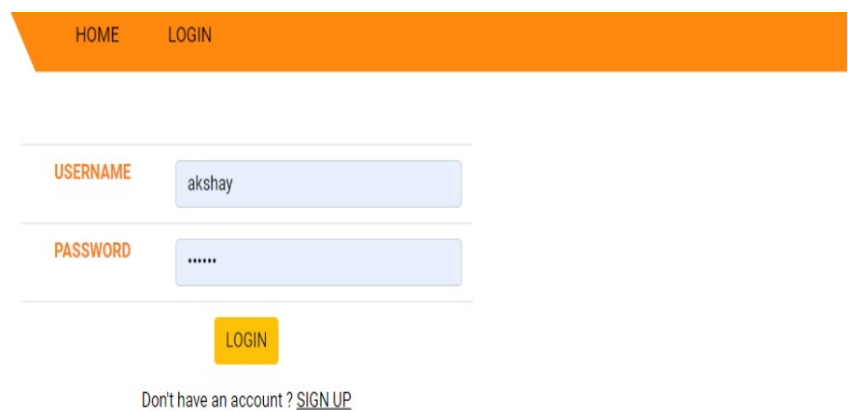 HOME LOGIN
USERNAME akshay
PASSWORD ••••••
LOGIN
Don't have an account ? SIGN UP